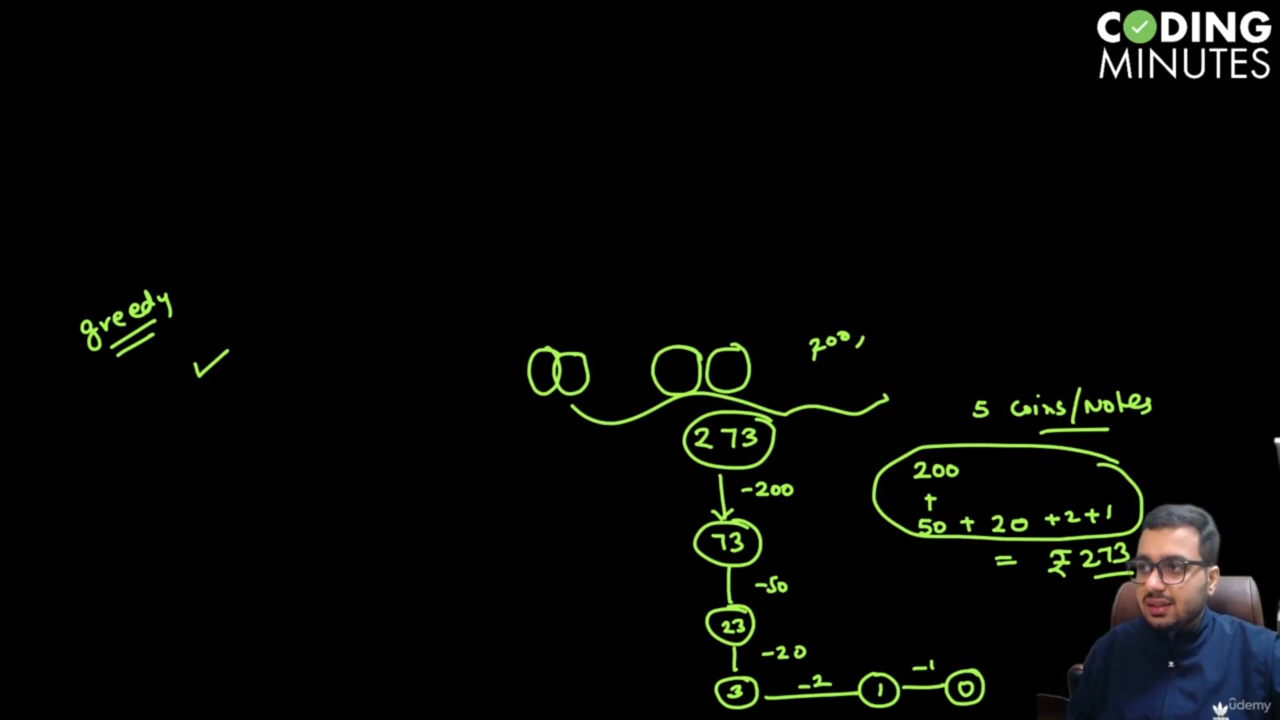 CODING
MINUTES
greedy
200,
273
5 coins/Notes
-200
200
+
50 + 20 +2+1
= ₹273
73
-50
23
-20
3
-2
1
-1
0
ûdemy